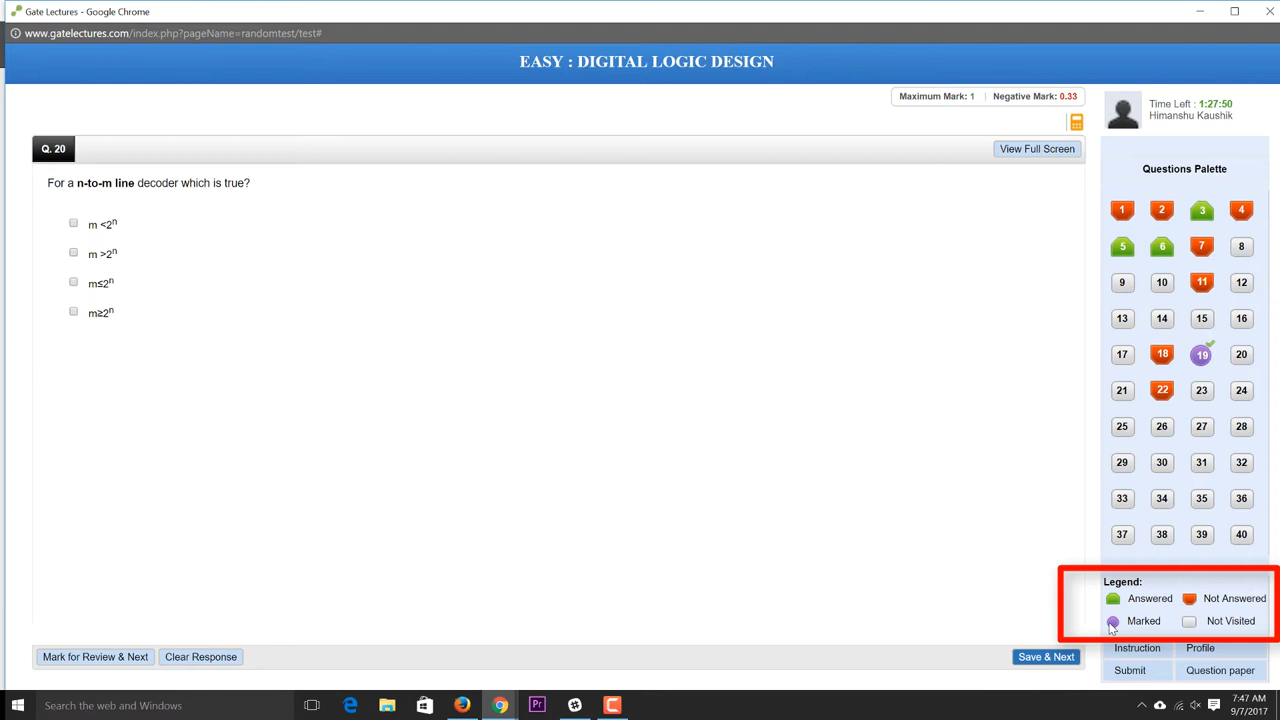 Gate Lectures - Google Chrome
www.gatelectures.com/index.php?pageName=randomtest/test#
EASY : DIGITAL LOGIC DESIGN
Maximum Mark: 1 | Negative Mark: 0.33
Time Left : 1:27:50
Himanshu Kaushik
Q. 20
View Full Screen
For a n-to-m line decoder which is true?
m <2ⁿ
m >2ⁿ
m≤2ⁿ
m≥2ⁿ
Questions Palette
1 2 3 4
5 6 7 8
9 10 11 12
13 14 15 16
17 18 19 20
21 22 23 24
25 26 27 28
29 30 31 32
33 34 35 36
37 38 39 40
Legend:
Answered Not Answered
Marked Not Visited
Instruction Profile
Submit Question paper
Mark for Review & Next Clear Response Save & Next
Search the web and Windows
Pr
7:47 AM
9/7/2017